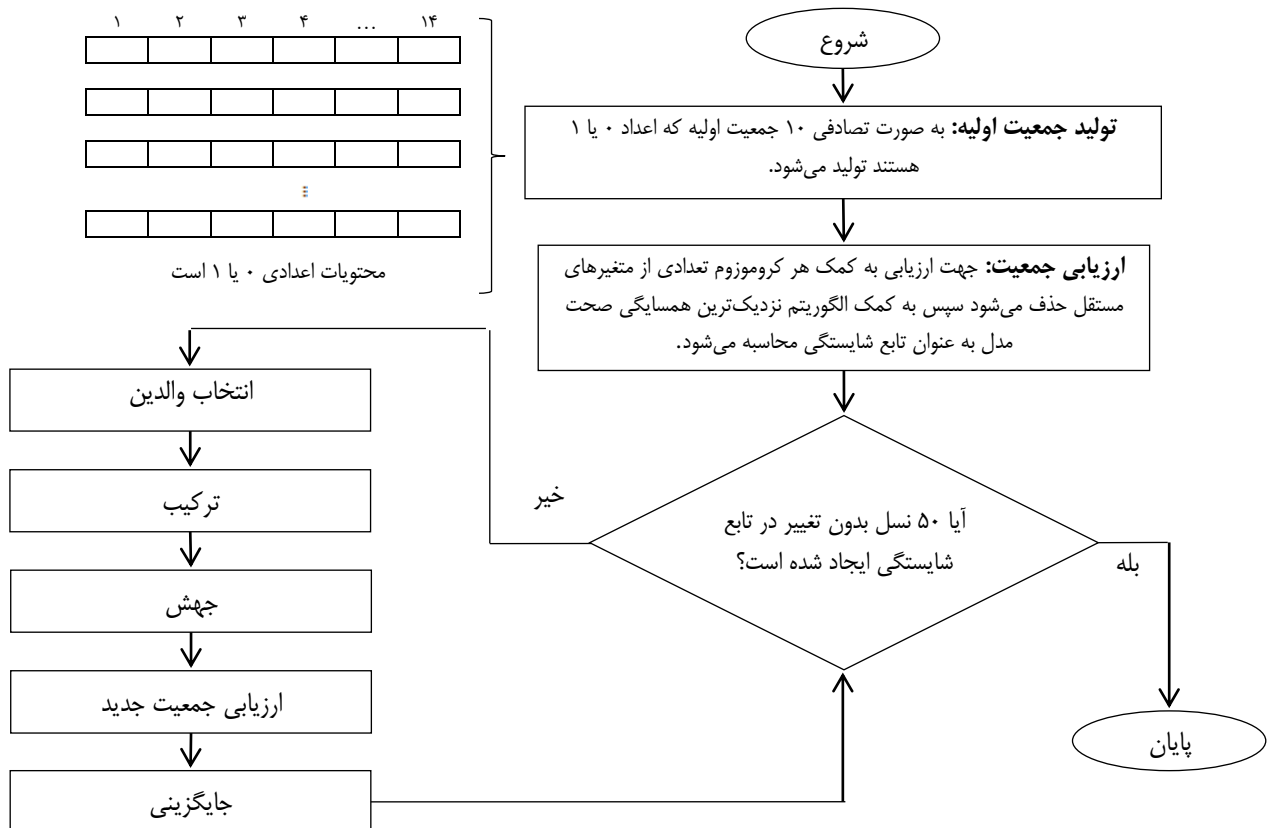 ۱ ۲ ۳ ۴ ... ۱۴
محتویات اعدادی ۰ یا ۱ است
شروع
تولید جمعیت اولیه: به صورت تصادفی ۱۰ جمعیت اولیه که اعداد ۰ یا ۱
هستند تولید می‌شود.
ارزیابی جمعیت: جهت ارزیابی به کمک هر کروموزوم تعدادی از متغیرهای
مستقل حذف می‌شود سپس به کمک الگوریتم نزدیک‌ترین همسایگی صحت
مدل به عنوان تابع شایستگی محاسبه می‌شود.
آیا ۵۰ نسل بدون تغییر در تابع
شایستگی ایجاد شده است؟
بله
پایان
خیر
انتخاب والدین
ترکیب
جهش
ارزیابی جمعیت جدید
جایگزینی